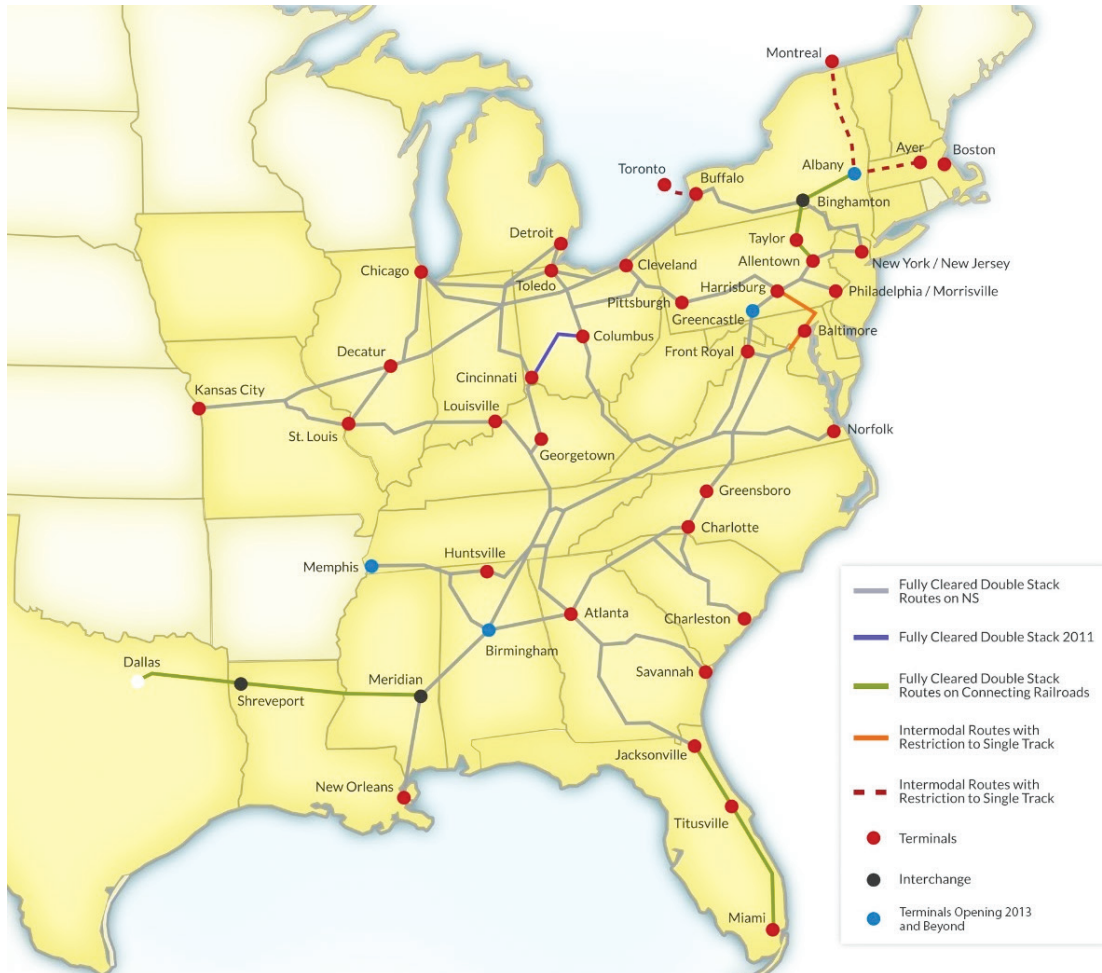 Montreal
Ayer
Boston
Albany
Toronto
Buffalo
Binghamton
Detroit
Taylor
Cleveland
Allentown
New York / New Jersey
Chicago
Toledo
Harrisburg
Pittsburgh
Philadelphia / Morrisville
Greencastle
Columbus
Baltimore
Decatur
Front Royal
Cincinnati
Kansas City
Louisville
Norfolk
St. Louis
Georgetown
Greensboro
Charlotte
Huntsville
Memphis
Atlanta
Charleston
Birmingham
Dallas
Savannah
Meridian
Shreveport
Jacksonville
New Orleans
Titusville
Miami
Fully Cleared Double Stack
Routes on NS
Fully Cleared Double Stack 2011
Fully Cleared Double Stack
Routes on Connecting Railroads
Intermodal Routes with
Restriction to Single Track
Intermodal Routes with
Restriction to Single Track
Terminals
Interchange
Terminals Opening 2013
and Beyond